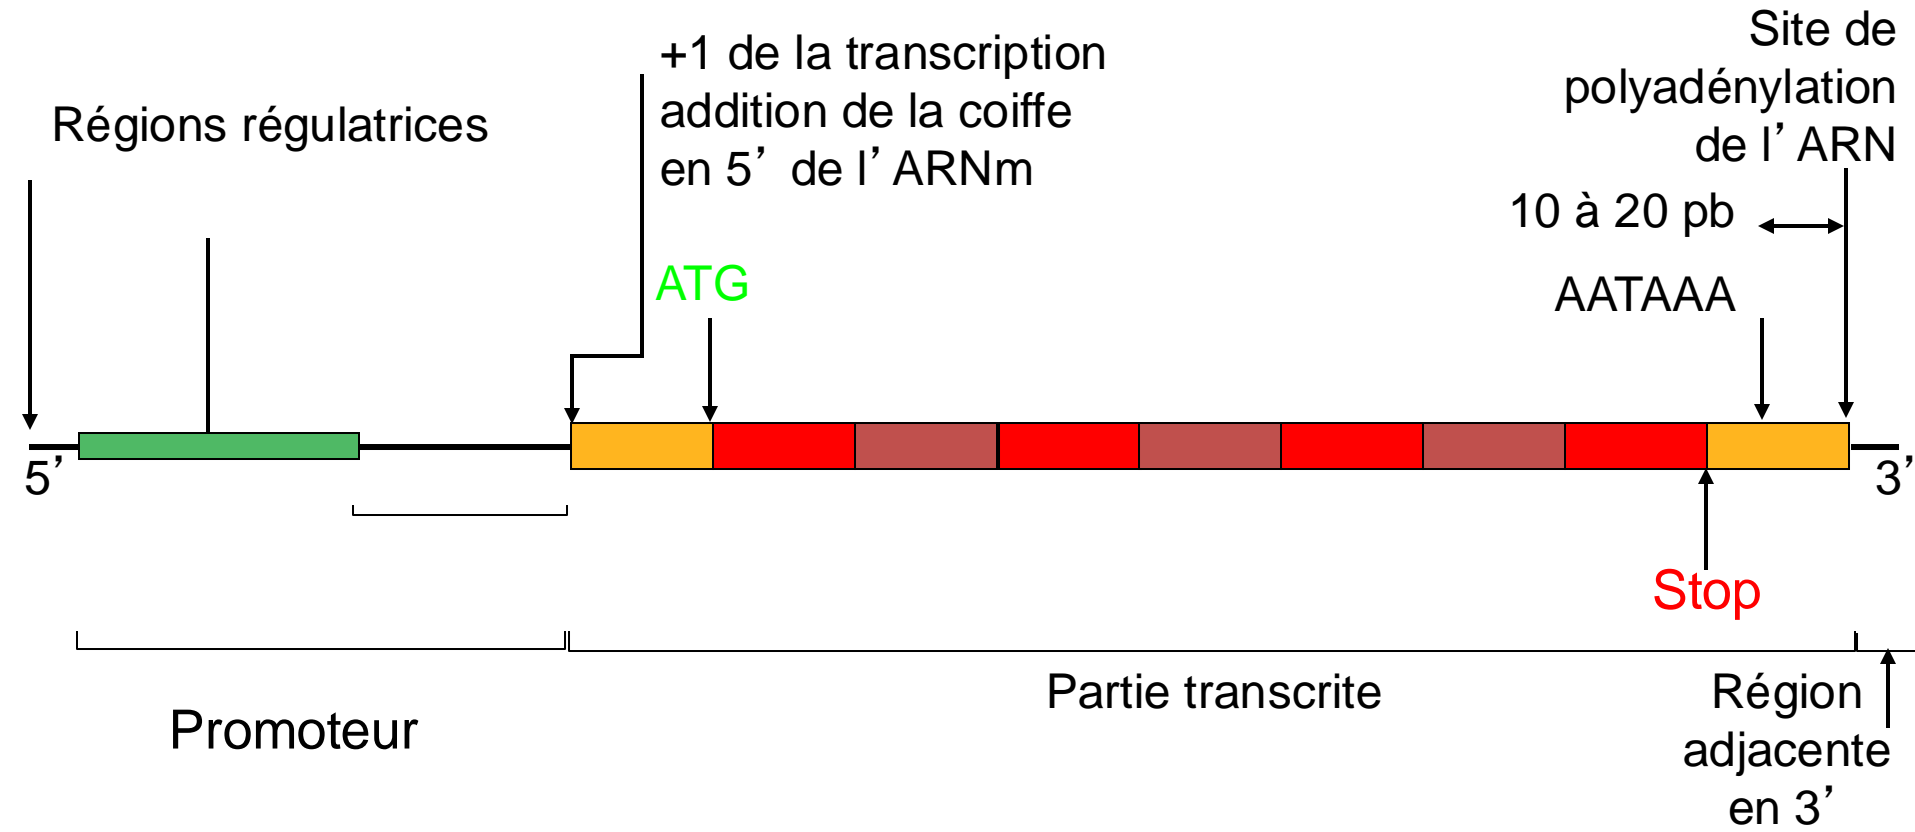 Régions régulatrices
+1 de la transcription
addition de la coiffe
en 5’ de l’ARNm
Site de
polyadénylation
de l’ARN
10 à 20 pb
ATG
AATAAA
5’
3’
Stop
Promoteur
Partie transcrite
Région
adjacente
en 3’